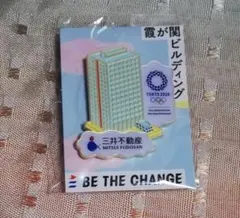 霞が関
ビルディング
TOKYO 2020
三井不動産
MITSUI FUDOSAN
BE THE CHANGE